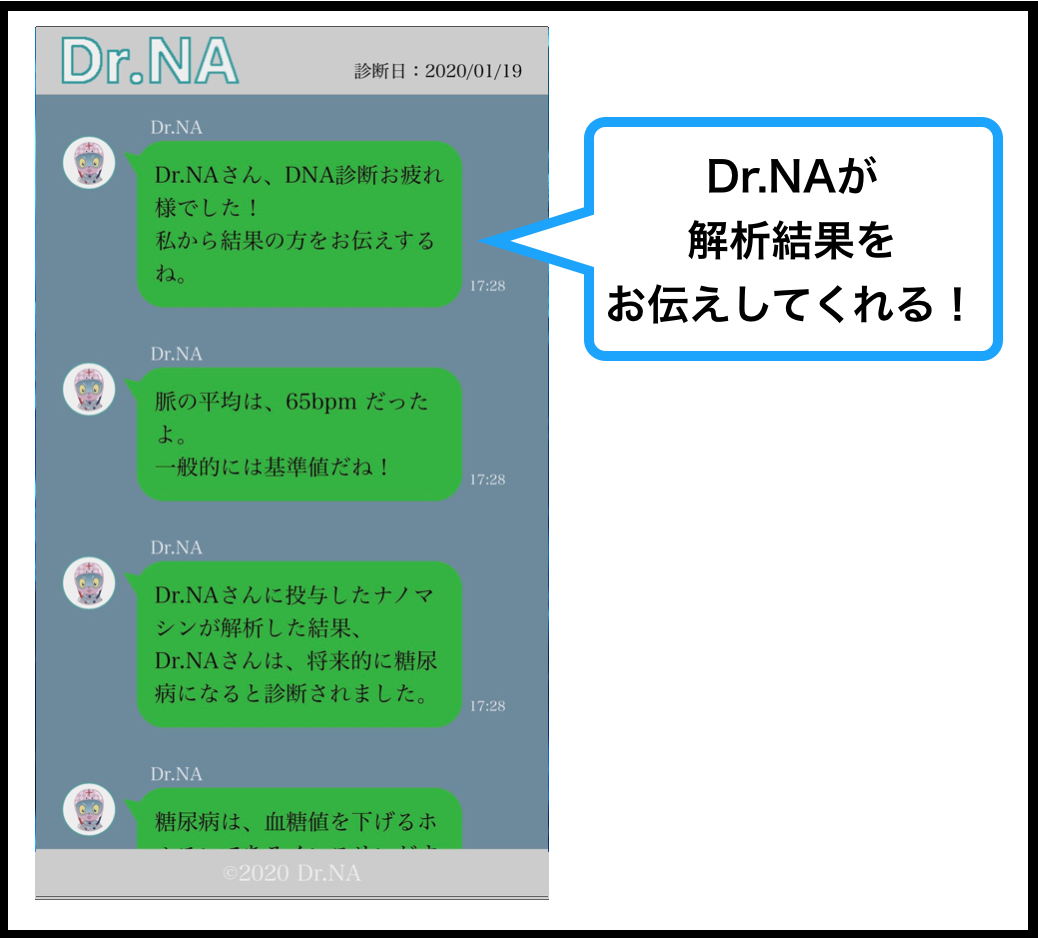 Dr.NA
診断日：2020/01/19
Dr.NA
Dr.NAさん、DNA診断お疲れ
様でした！
私から結果の方をお伝えする
ね。
17:28
Dr.NAが
解析結果を
お伝えしてくれる！
Dr.NA
脈の平均は、65bpm だった
よ。
一般的には基準値だね！
17:28
Dr.NA
Dr.NAさんに投与したナノマ
シンが解析した結果、
Dr.NAさんは、将来的に糖尿
病になると診断されました。
17:28
Dr.NA
糖尿病は、血糖値を下げるホ
©2020 Dr.NA